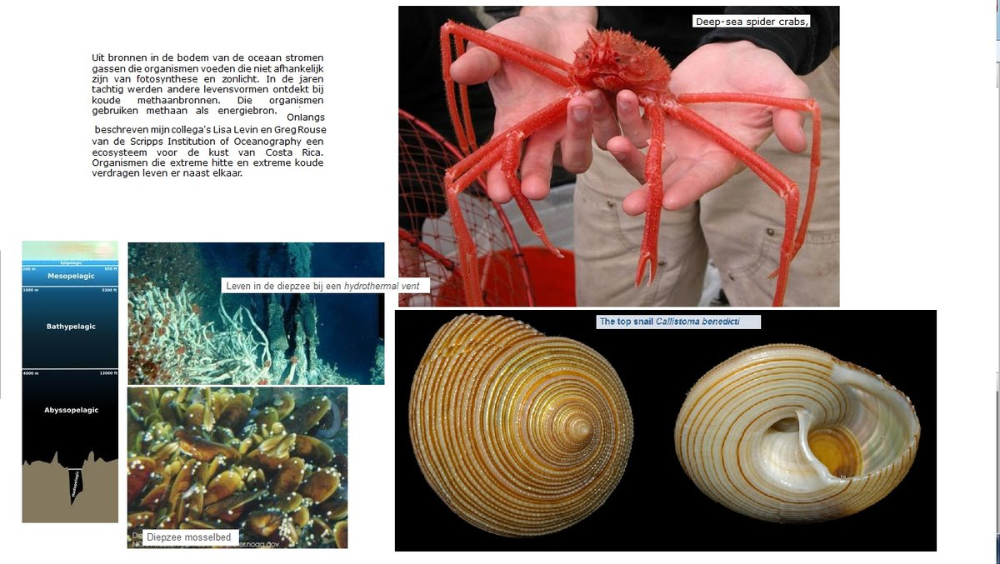 Deep-sea spider crabs,
Uit bronnen in de bodem van de oceaan stromen
gassen die organismen voeden die niet afhankelijk
zijn van fotosynthese en zonlicht. In de jaren
tachtig werden andere levensvormen ontdekt bij
koude methaanbronnen. Die organismen
gebruiken methaan als energiebron.
Onlangs
beschreven mijn collega's Lisa Levin en Greg Rouse
van de Scripps Institution of Oceanography een
ecosysteem voor de kust van Costa Rica.
Organismen die extreme hitte en extreme koude
verdragen leven er naast elkaar.
Epipelagic
200 m 650 ft
Mesopelagic
1000 m 3300 ft
Bathypelagic
4000 m 13000 ft
Abyssopelagic
Hadopelagic
Leven in de diepzee bij een hydrothermal vent
The top snail Callistoma benedicti
Diepzee mosselbed